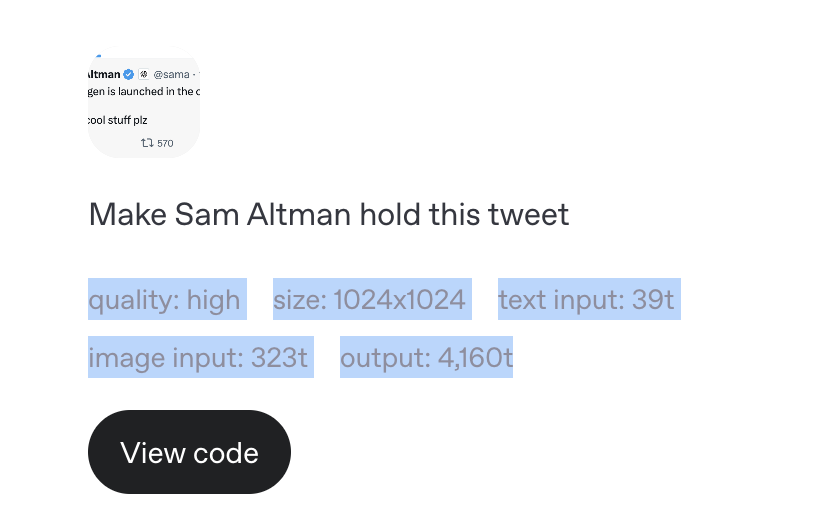 Altman @sama ·
gen is launched in the
cool stuff plz
570
Make Sam Altman hold this tweet
quality: high size: 1024x1024 text input: 39t
image input: 323t output: 4,160t
View code